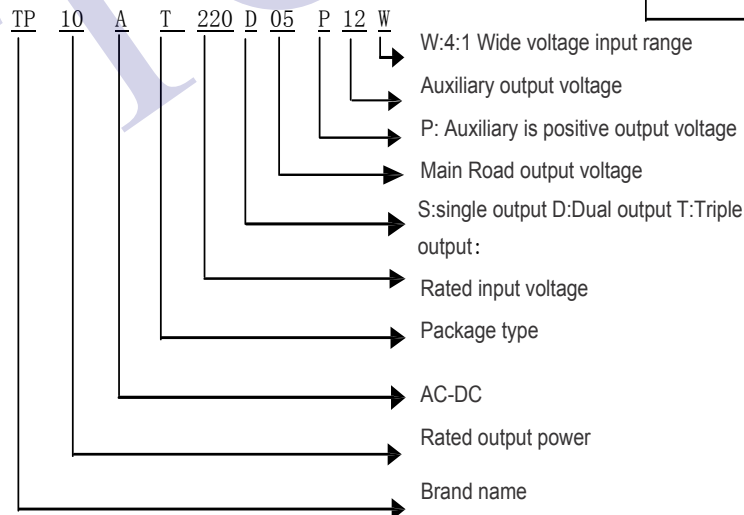 TP 10 A T 220 D 05 P 12 W
W:4:1 Wide voltage input range
Auxiliary output voltage
P: Auxiliary is positive output voltage
Main Road output voltage
S:single output D:Dual output T:Triple
output:
Rated input voltage
Package type
AC-DC
Rated output power
Brand name